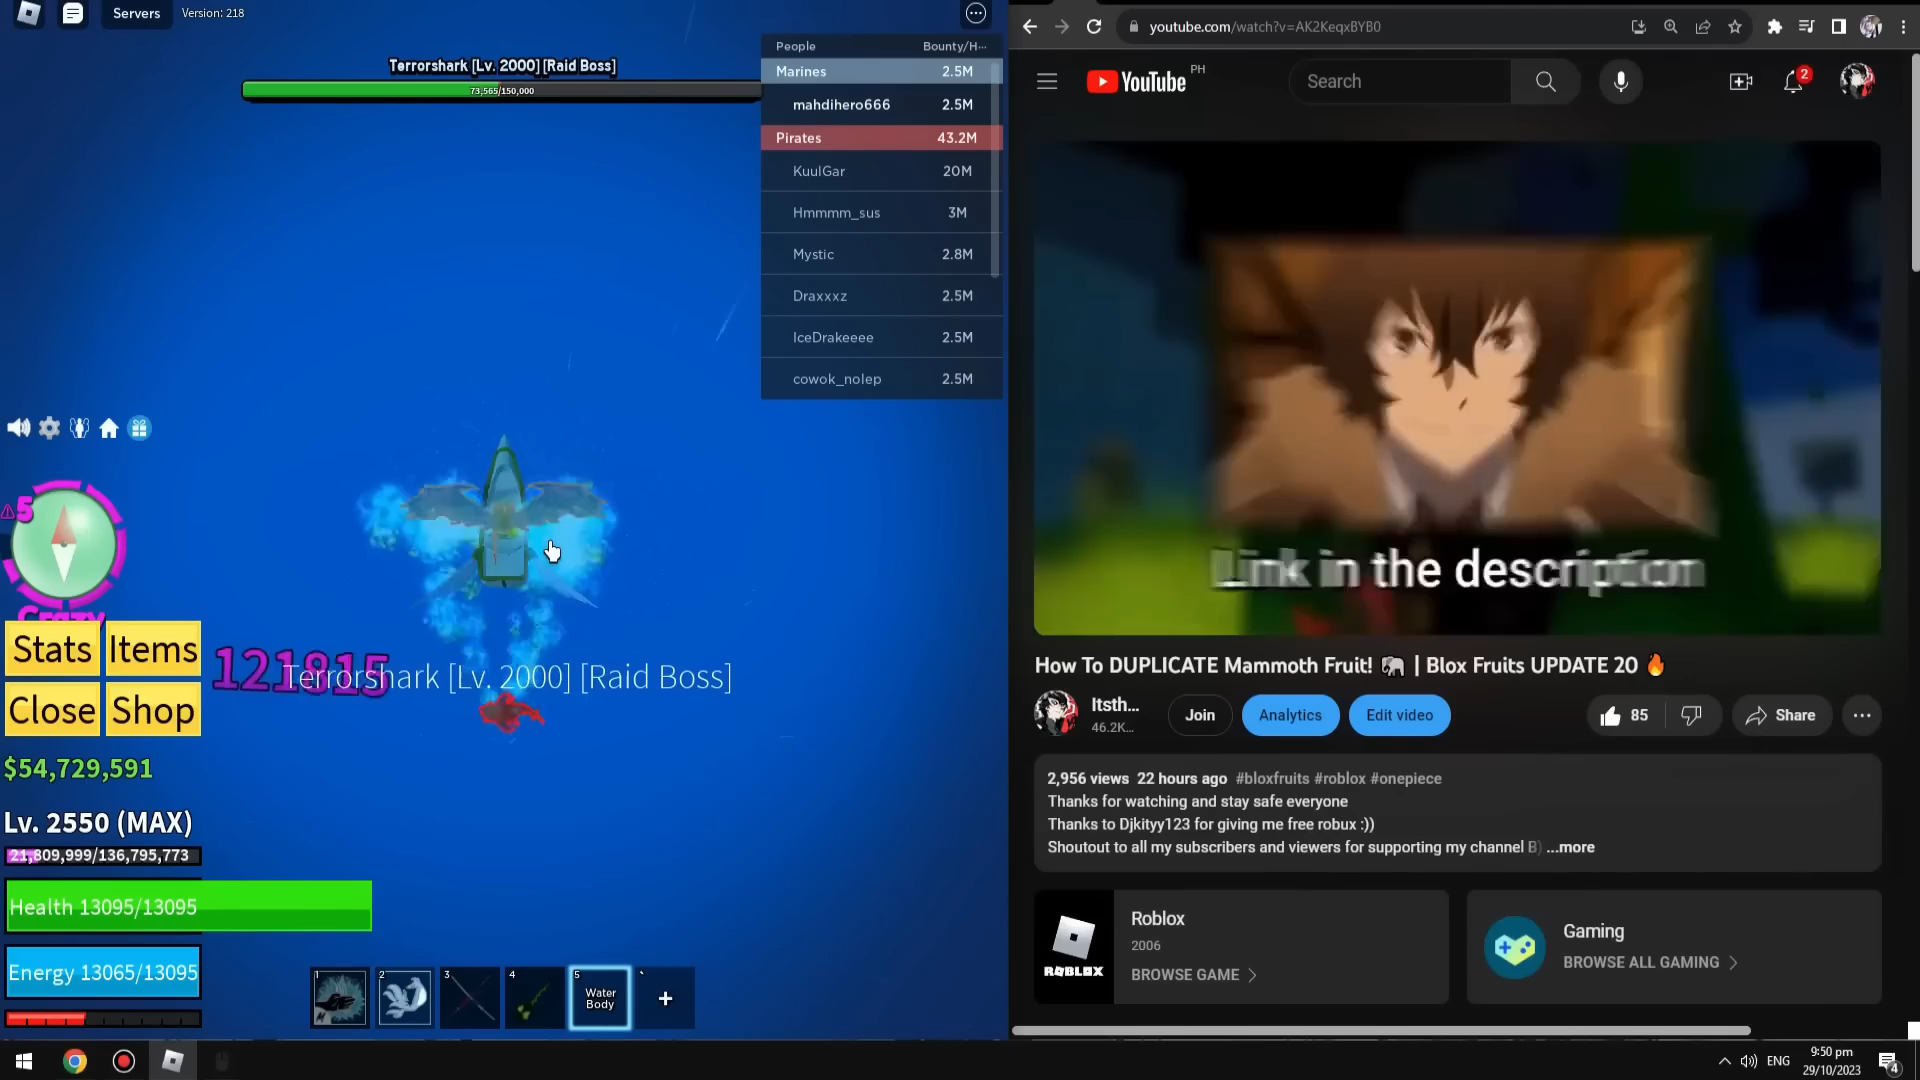 Servers
Version: 218
Terrorshark [Lv. 2000] [Raid Boss]
73,565/150,000
People Bounty/H···
Marines 2.5M
mahdihero666 2.5M
Pirates 43.2M
KuulGar 20M
Hmmmm_sus 3M
Mystic 2.8M
Draxxxz 2.5M
IceDrakeeee 2.5M
cowok_nolep 2.5M
5
Crazy
Stats Items
Close Shop
121815
Terrorshark [Lv. 2000] [Raid Boss]
$54,729,591
Lv. 2550 (MAX)
21,809,999/136,795,773
Health 13095/13095
Energy 13065/13095
1 2 3 4 5
Water
Body
+
youtube.com/watch?v=AK2KeqxBYB0
YouTube PH
Search
2
Link in the description
How To DUPLICATE Mammoth Fruit! 🐘 | Blox Fruits UPDATE 20 🔥
Itsth...
46.2K...
Join
Analytics
Edit video
85
Share
2,956 views 22 hours ago #bloxfruits #roblox #onepiece
Thanks for watching and stay safe everyone
Thanks to Djkityy123 for giving me free robux :))
Shoutout to all my subscribers and viewers for supporting my channel B) ...more
ROBLOX
Roblox
2006
BROWSE GAME
Gaming
BROWSE ALL GAMING
ENG
9:50 pm
29/10/2023
4